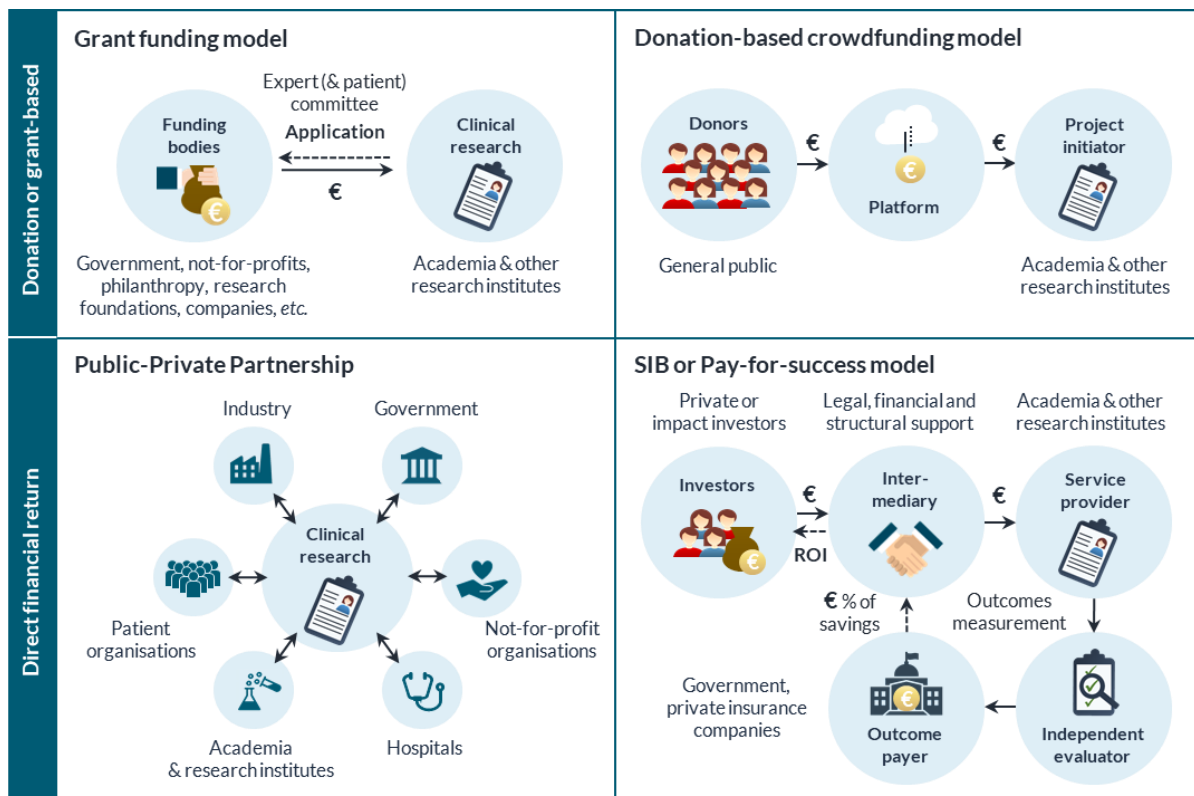 Donation or grant-based
Grant funding model
Expert (& patient)
committee
Application
€
Funding
bodies
€
Clinical
research
Government, not-for-profits,
philanthropy, research
foundations, companies, etc.
Academia & other
research institutes
Donation-based crowdfunding model
Donors
€
€
Platform
€
Project
initiator
General public
Academia & other
research institutes
Direct financial return
Public-Private Partnership
Industry
Government
Clinical
research
Patient
organisations
Not-for-profit
organisations
Academia
& research institutes
Hospitals
SIB or Pay-for-success model
Private or
impact investors
Legal, financial and
structural support
Academia & other
research institutes
Investors
€
€
ROI
Inter-
mediary
€
Service
provider
€ % of
savings
Outcomes
measurement
Government,
private insurance
companies
€
Outcome
payer
Independent
evaluator